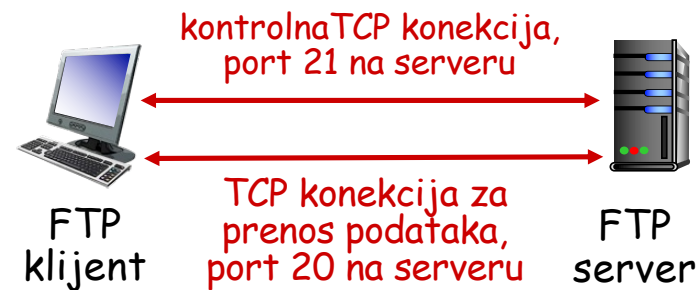 kontrolnaTCP konekcija,
port 21 na serveru
TCP konekcija za
prenos podataka,
port 20 na serveru
FTP
klijent
FTP
server